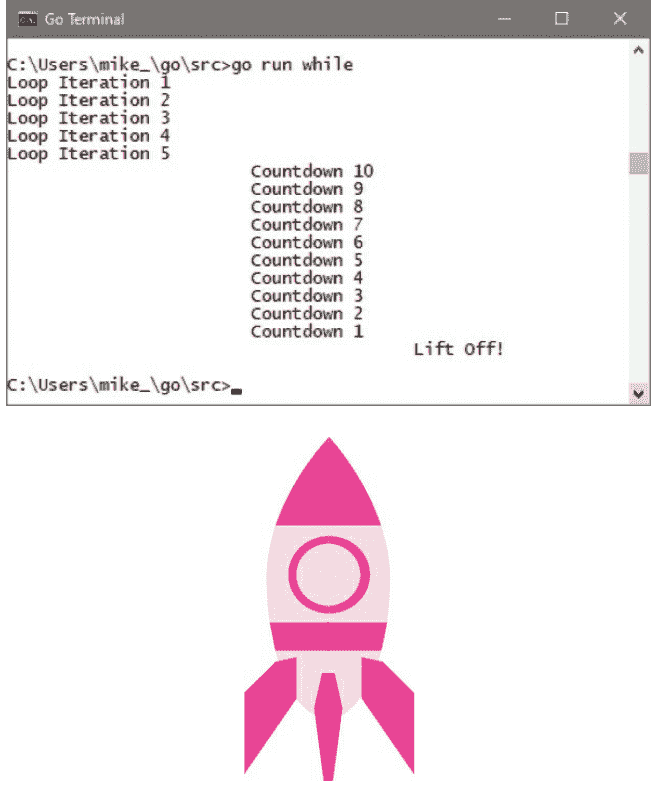 Go Terminal
C:\Users\mike_\go\src>go run while
Loop Iteration 1
Loop Iteration 2
Loop Iteration 3
Loop Iteration 4
Loop Iteration 5
Countdown 10
Countdown 9
Countdown 8
Countdown 7
Countdown 6
Countdown 5
Countdown 4
Countdown 3
Countdown 2
Countdown 1
Lift Off!
C:\Users\mike_\go\src>